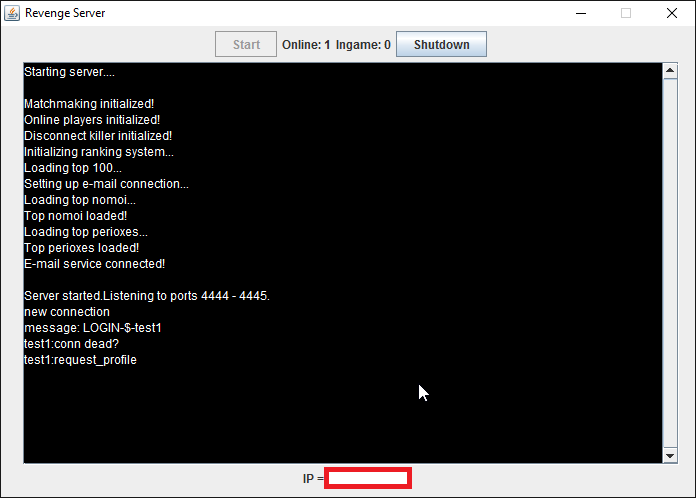 Revenge Server
Start Online: 1 Ingame: 0 Shutdown
Starting server....
Matchmaking initialized!
Online players initialized!
Disconnect killer initialized!
Initializing ranking system...
Loading top 100...
Setting up e-mail connection...
Loading top nomoi...
Top nomoi loaded!
Loading top perioxes...
Top perioxes loaded!
E-mail service connected!
Server started.Listening to ports 4444 - 4445.
new connection
message: LOGIN-$-test1
test1:conn dead?
test1:request_profile
IP =